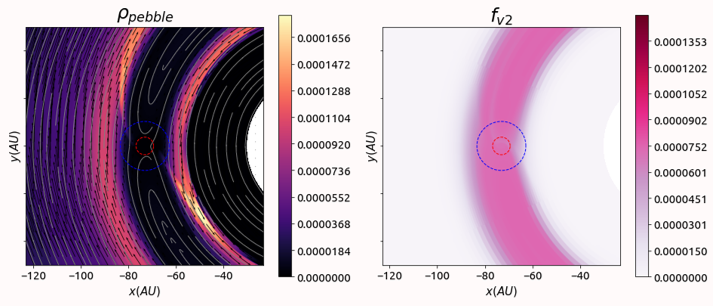 ρpebble
fv2
0.0001656
0.0001472
0.0001288
0.0001104
0.0000920
0.0000736
0.0000552
0.0000368
0.0000184
0.0000000
0.0001353
0.0001202
0.0001052
0.0000902
0.0000752
0.0000601
0.0000451
0.0000301
0.0000150
0.0000000
y(AU)
y(AU)
−120 −100 −80 −60 −40
−120 −100 −80 −60 −40
x(AU)
x(AU)